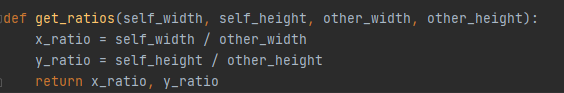 def get_ratios(self_width, self_height, other_width, other_height):
    x_ratio = self_width / other_width
    y_ratio = self_height / other_height
    return x_ratio, y_ratio